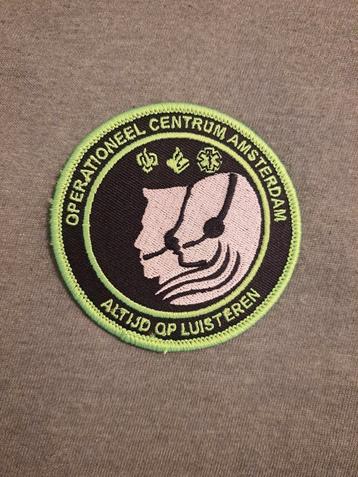 OPERATIONEEL CENTRUM AMSTERDAM
ALTIJD OP LUISTEREN